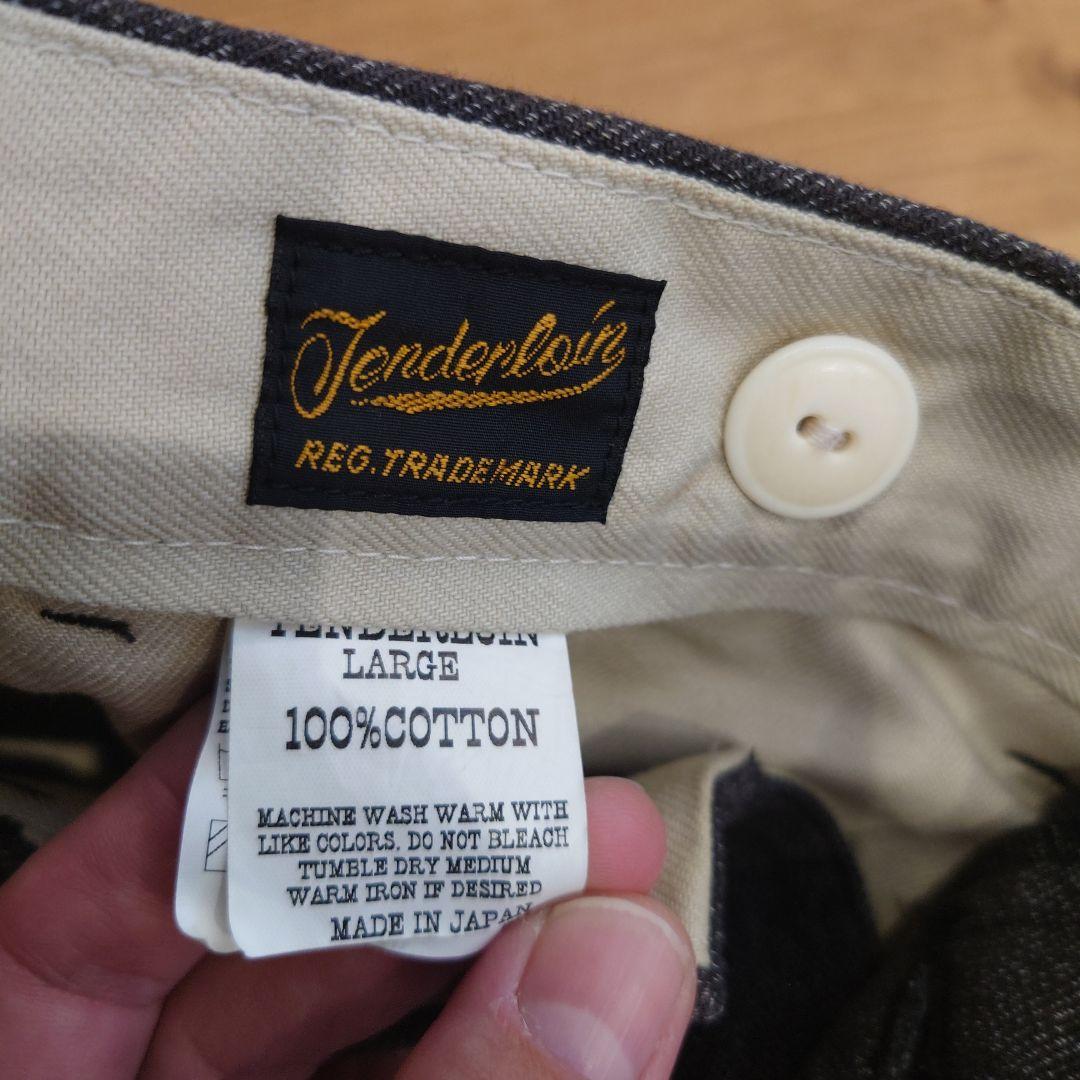 Tenderloin
REG. TRADEMARK
TENDERLOIN
LARGE
100%COTTON
MACHINE WASH WARM WITH
LIKE COLORS. DO NOT BLEACH
TUMBLE DRY MEDIUM
WARM IRON IF DESIRED
MADE IN JAPAN